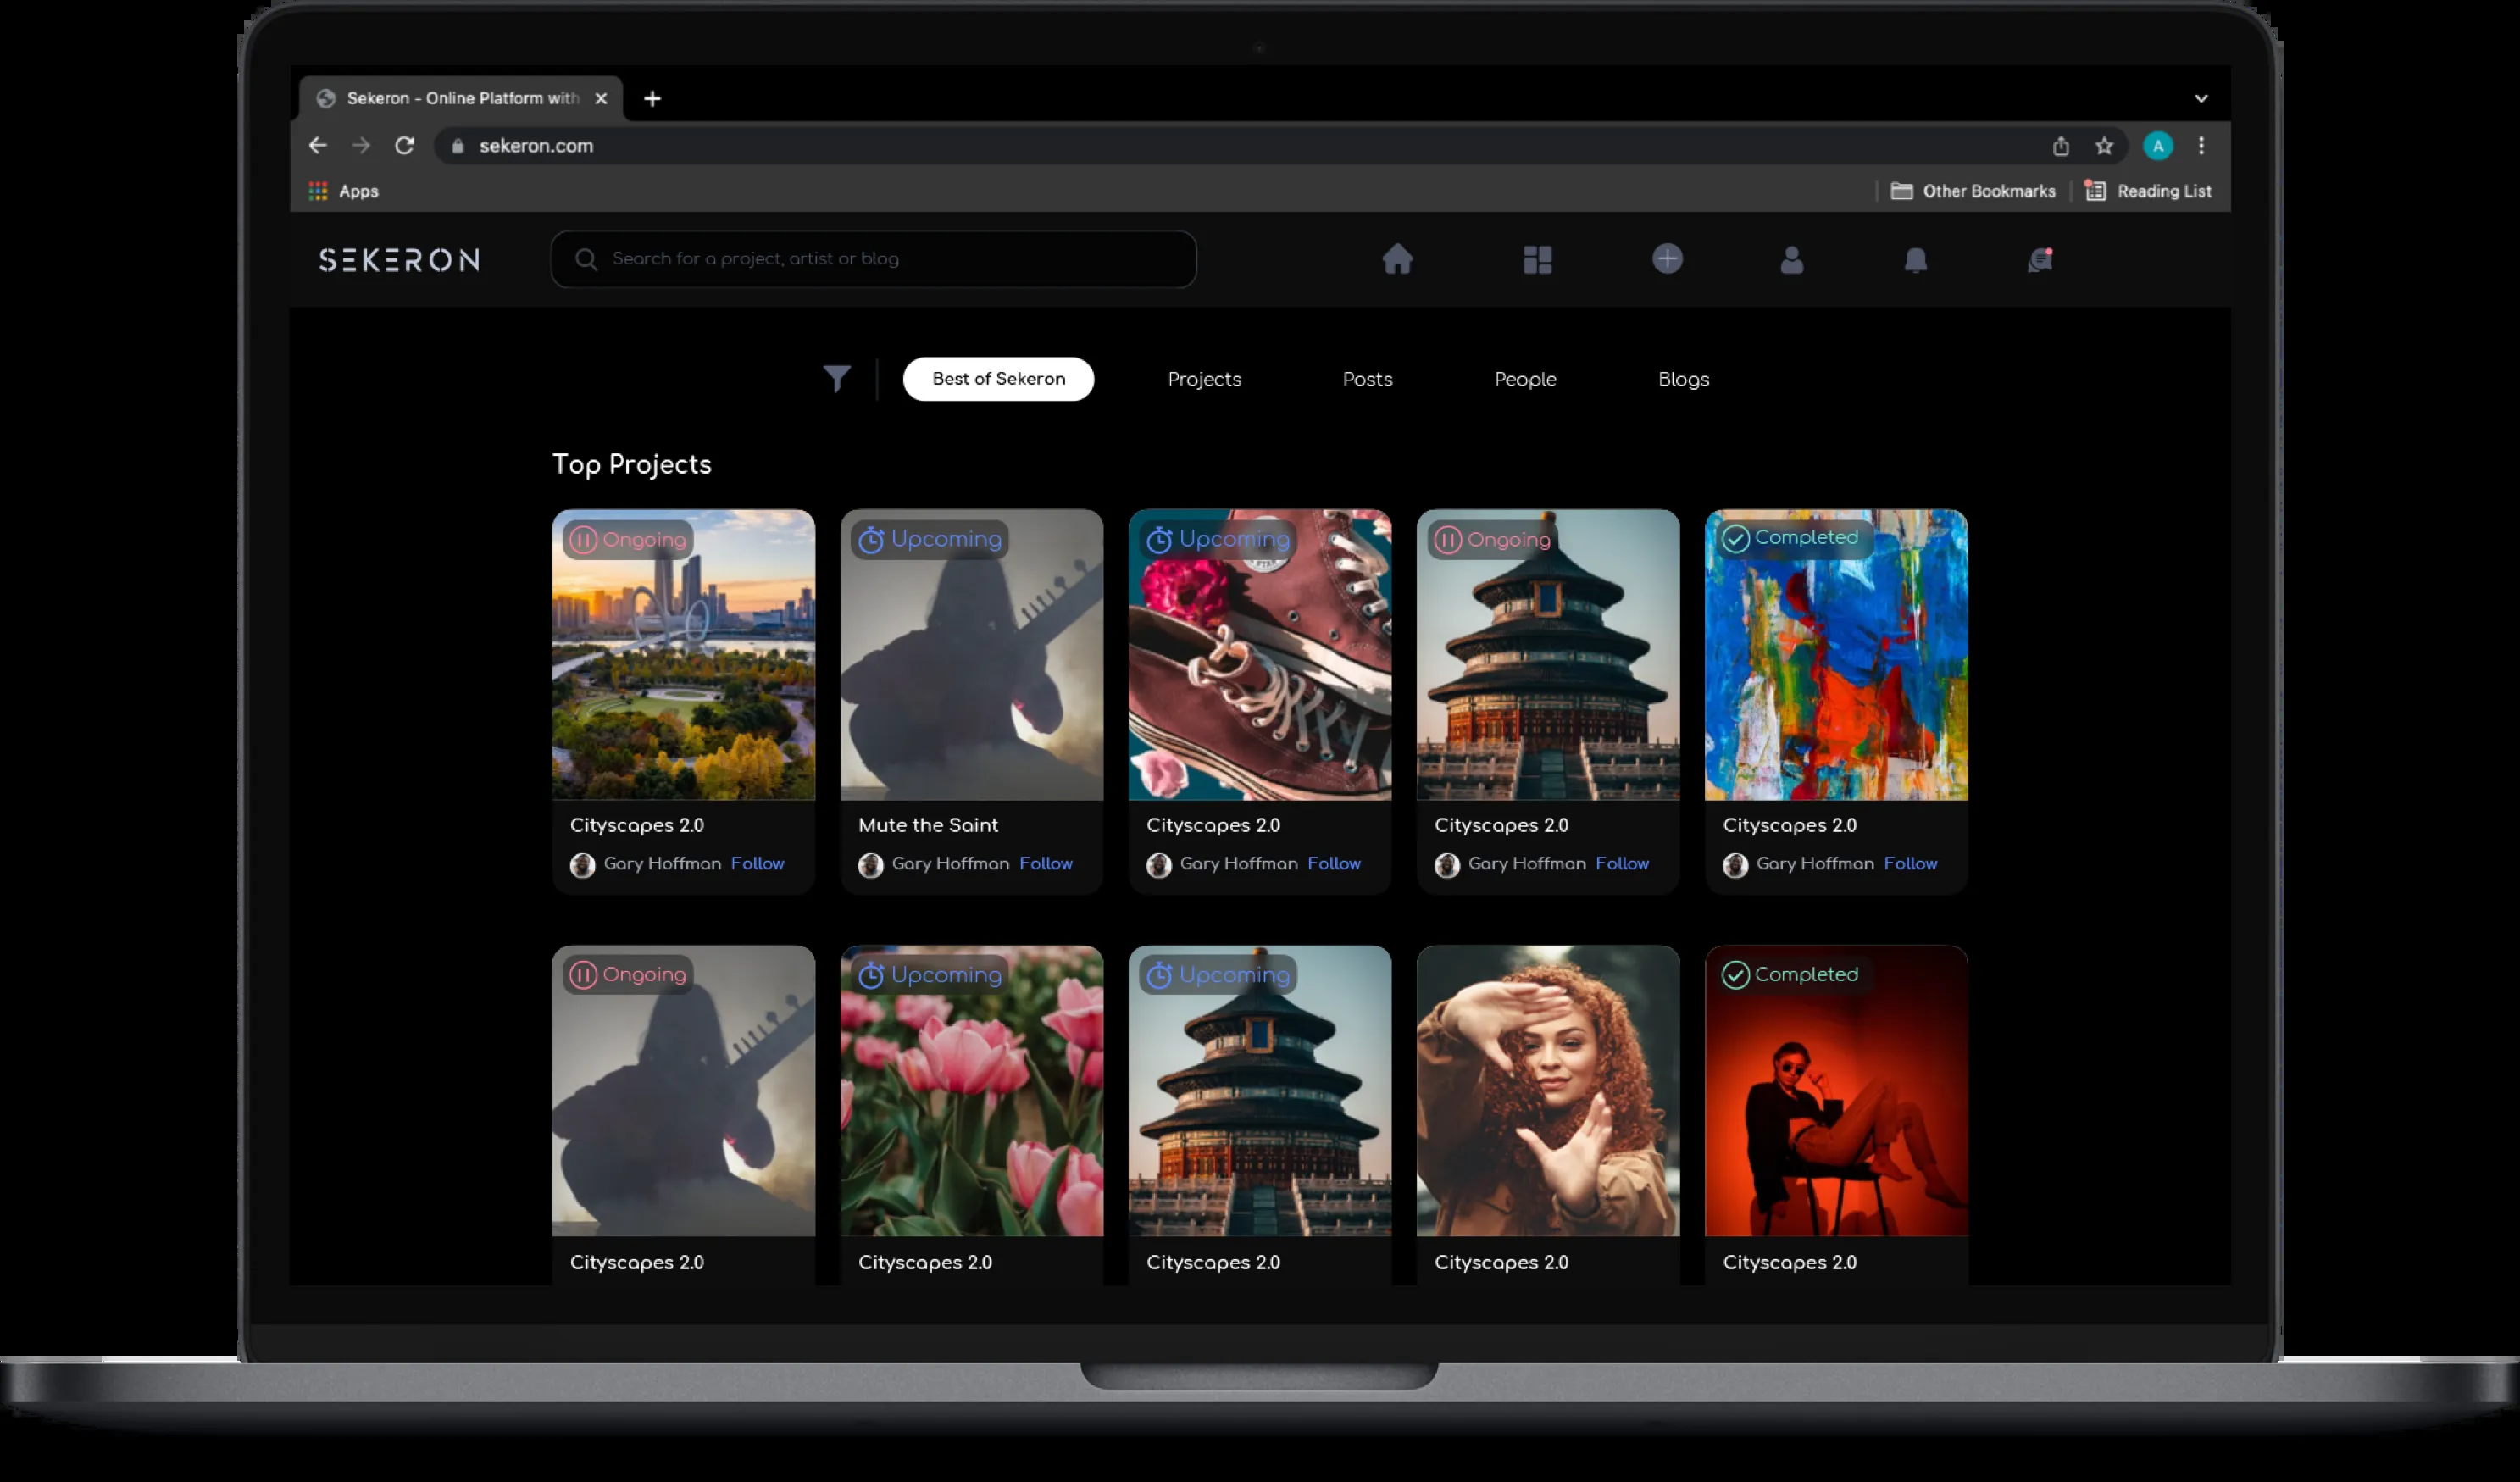 Sekeron - Online Platform with
sekeron.com
A
Apps
Other Bookmarks
Reading List
SEKERON
Search for a project, artist or blog
Best of Sekeron
Projects
Posts
People
Blogs
Top Projects
Ongoing
Upcoming
Upcoming
Ongoing
Completed
Cityscapes 2.0
Mute the Saint
Cityscapes 2.0
Cityscapes 2.0
Cityscapes 2.0
Gary Hoffman Follow
Gary Hoffman Follow
Gary Hoffman Follow
Gary Hoffman Follow
Gary Hoffman Follow
Ongoing
Upcoming
Upcoming
Completed
Cityscapes 2.0
Cityscapes 2.0
Cityscapes 2.0
Cityscapes 2.0
Cityscapes 2.0